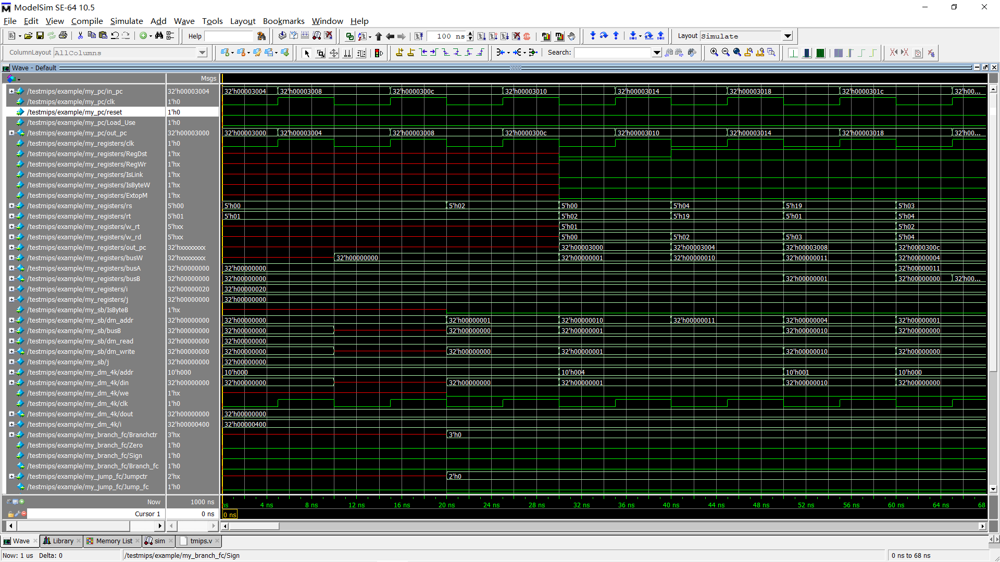 ModelSim SE-64 10.5
File Edit View Compile Simulate Add Wave Tools Layout Bookmarks Window Help
Help 100 ns Layout Simulate
ColumnLayout AllColumns Search:
Wave - Default
Msgs
/testmips/example/my_pc/in_pc 32'h00003004 32'h00003004 32'h00003008 32'h0000300c 32'h00003010 32'h00003014 32'h00003018 32'h0000301c 32'h00...
/testmips/example/my_pc/clk 1'h0
/testmips/example/my_pc/reset 1'h0
/testmips/example/my_pc/Load_Use 1'h0
/testmips/example/my_pc/out_pc 32'h00003000 32'h00003000 32'h00003004 32'h00003008 32'h0000300c 32'h00003010 32'h00003014 32'h00003018 32'h00...
/testmips/example/my_registers/clk 1'h0
/testmips/example/my_registers/RegDst 1'hx
/testmips/example/my_registers/RegWr 1'hx
/testmips/example/my_registers/IsLink 1'hx
/testmips/example/my_registers/IsByteW 1'hx
/testmips/example/my_registers/ExtopM 1'hx
/testmips/example/my_registers/rs 5'h00 5'h00 5'h02 5'h00 5'h04 5'h19 5'h03
/testmips/example/my_registers/rt 5'h01 5'h01 5'h02 5'h19 5'h01 5'h04
/testmips/example/my_registers/w_rt 5'hxx 5'h01 5'h02
/testmips/example/my_registers/w_rd 5'hxx 5'h00 5'h02 5'h03 5'h04
/testmips/example/my_registers/out_pc 32'hxxxxxxxx 32'h00003000 32'h00003004 32'h00003008 32'h0000300c
/testmips/example/my_registers/busW 32'hxxxxxxxx 32'h00000000 32'h00000001 32'h00000010 32'h00000011 32'h00000004
/testmips/example/my_registers/busA 32'h00000000 32'h00000000 32'h00000011
/testmips/example/my_registers/busB 32'h00000000 32'h00000000 32'h00000001 32'h00000000 32'h00...
/testmips/example/my_registers/i 32'h00000020 32'h00000020
/testmips/example/my_registers/j 32'h00000000 32'h00000000
/testmips/example/my_sb/IsByteB 1'hx
/testmips/example/my_sb/dm_addr 32'h00000000 32'h00000000 32'h00000001 32'h00000010 32'h00000011 32'h00000004 32'h00000001
/testmips/example/my_sb/busB 32'h00000000 32'h00000000 32'h00000000 32'h00000001 32'h00000010 32'h00000000
/testmips/example/my_sb/dm_read 32'h00000000 32'h00000000
/testmips/example/my_sb/dm_write 32'h00000000 32'h00000000 32'h00000000 32'h00000001 32'h00000010 32'h00000000
/testmips/example/my_sb/j 32'h00000000 32'h00000000
/testmips/example/my_dm_4k/addr 10'h000 10'h000 10'h004 10'h001 10'h000
/testmips/example/my_dm_4k/din 32'h00000000 32'h00000000 32'h00000000 32'h00000001 32'h00000010 32'h00000000
/testmips/example/my_dm_4k/we 1'hx
/testmips/example/my_dm_4k/clk 1'h0
/testmips/example/my_dm_4k/dout 32'h00000000 32'h00000000
/testmips/example/my_dm_4k/i 32'h00000400 32'h00000400
/testmips/example/my_branch_fc/Branchctr 3'hx 3'h0
/testmips/example/my_branch_fc/Zero 1'h0
/testmips/example/my_branch_fc/Sign 1'h0
/testmips/example/my_branch_fc/Branch_fc 1'h0
/testmips/example/my_jump_fc/Jumpctr 2'hx 2'h0
/testmips/example/my_jump_fc/Jump_fc 1'h0
Now 1000 ns ns 4 ns 8 ns 12 ns 16 ns 20 ns 24 ns 28 ns 32 ns 36 ns 40 ns 44 ns 48 ns 52 ns 56 ns 60 ns 64 ns 68
Cursor 1 0 ns 0 ns
Wave Library Memory List sim tmips.v
Now: 1 us Delta: 0 /testmips/example/my_branch_fc/Sign 0 ns to 68 ns